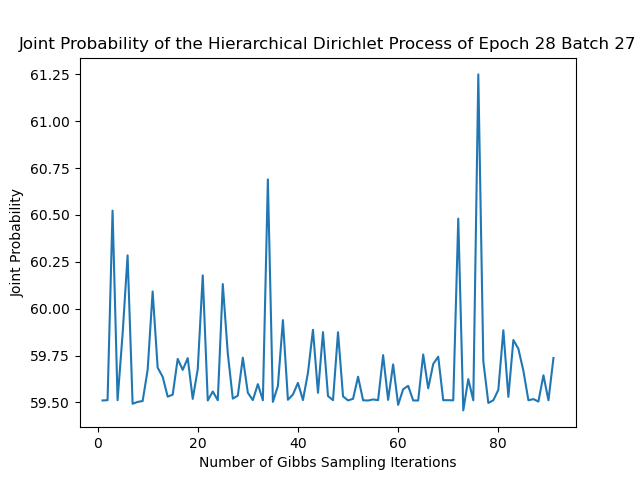 Joint Probability of the Hierarchical Dirichlet Process of Epoch 28 Batch 27
61.25
61.00
60.75
60.50
60.25
60.00
59.75
59.50
Joint Probability
0 20 40 60 80
Number of Gibbs Sampling Iterations